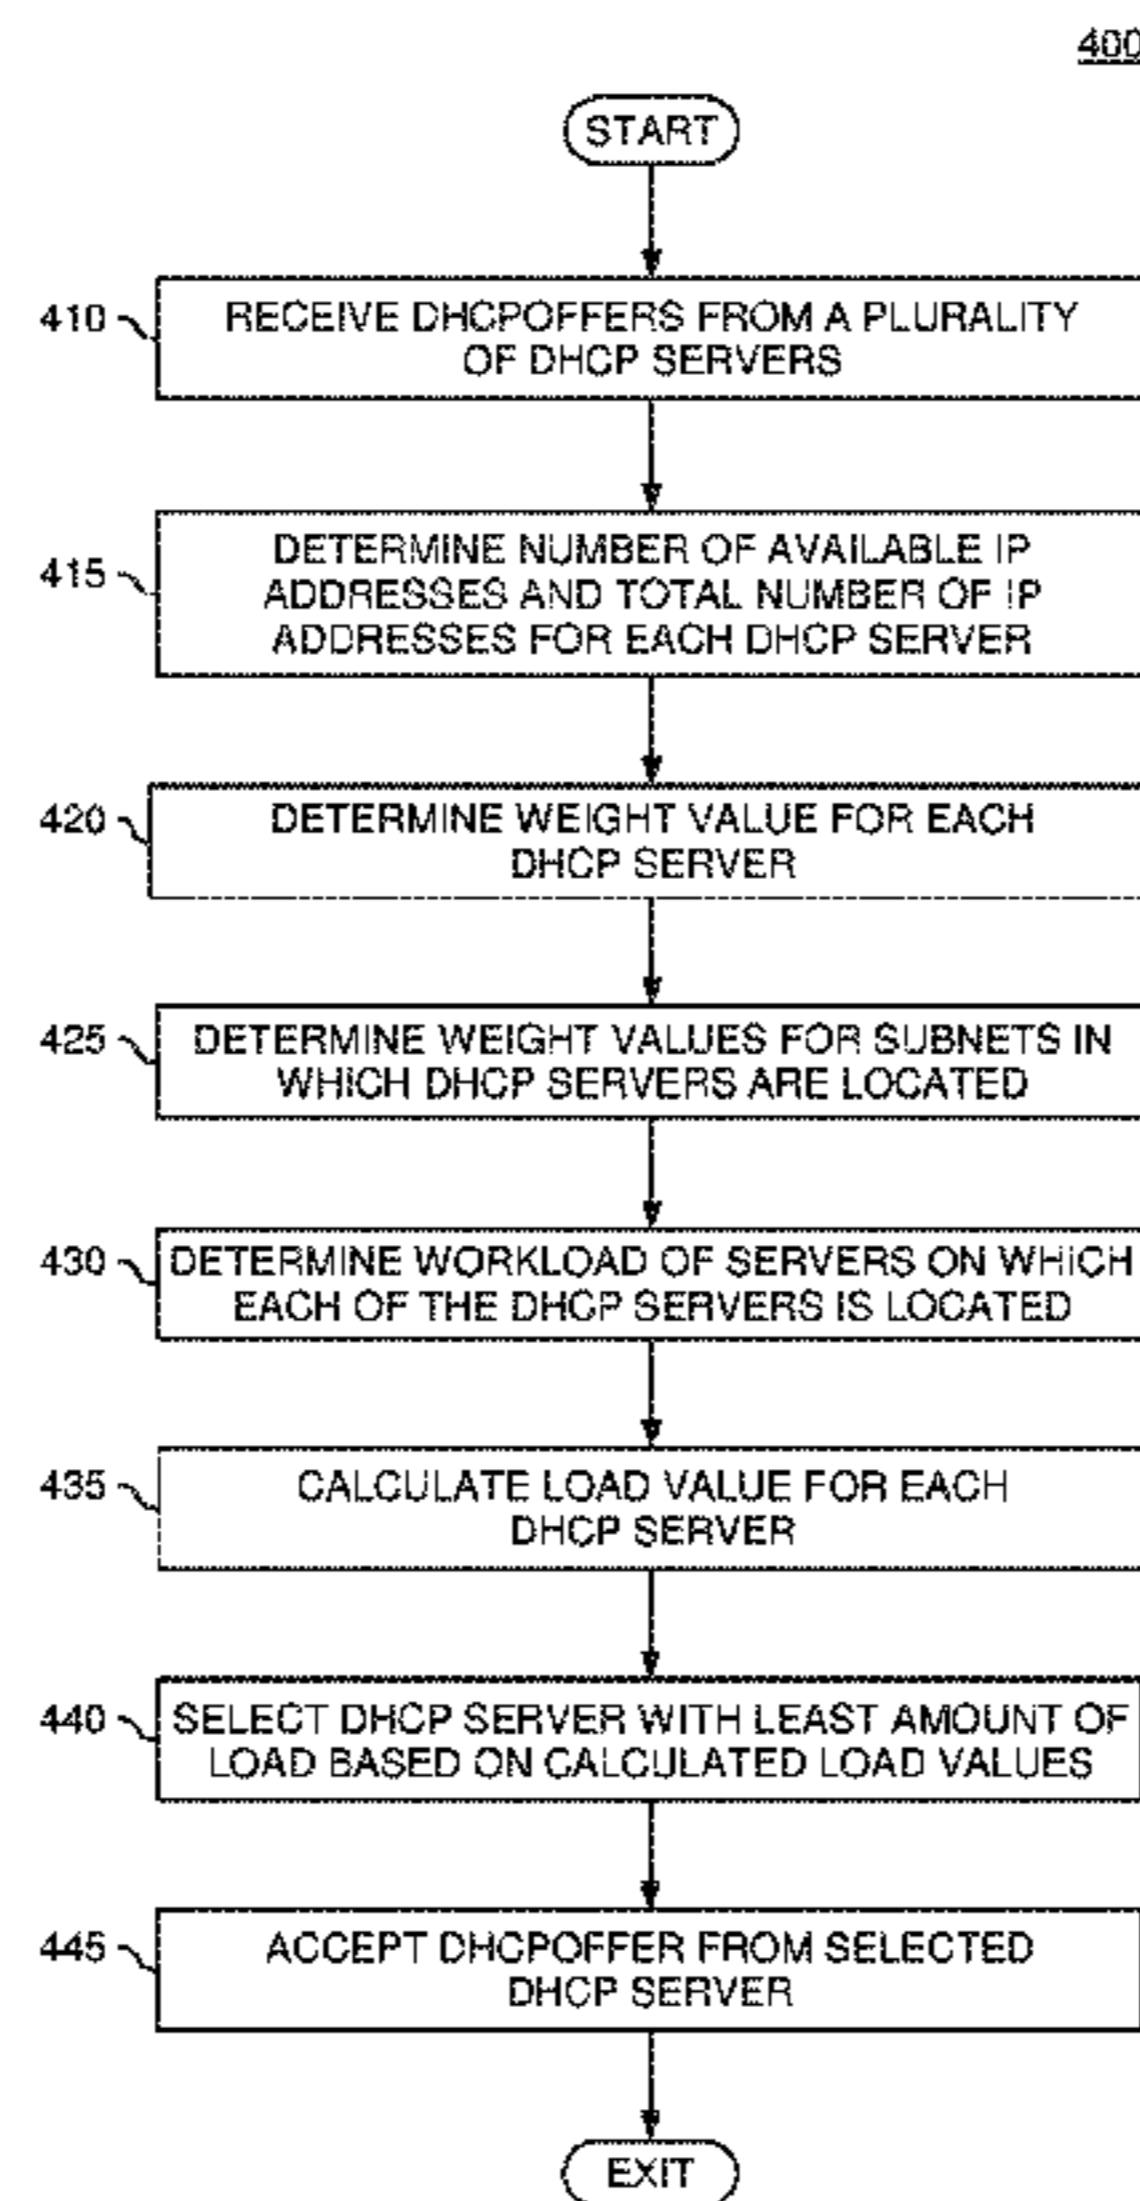 400
START
410
RECEIVE DHCPOFFERS FROM A PLURALITY
OF DHCP SERVERS
415
DETERMINE NUMBER OF AVAILABLE IP
ADDRESSES AND TOTAL NUMBER OF IP
ADDRESSES FOR EACH DHCP SERVER
420
DETERMINE WEIGHT VALUE FOR EACH
DHCP SERVER
425
DETERMINE WEIGHT VALUES FOR SUBNETS IN
WHICH DHCP SERVERS ARE LOCATED
430
DETERMINE WORKLOAD OF SERVERS ON WHICH
EACH OF THE DHCP SERVERS IS LOCATED
435
CALCULATE LOAD VALUE FOR EACH
DHCP SERVER
440
SELECT DHCP SERVER WITH LEAST AMOUNT OF
LOAD BASED ON CALCULATED LOAD VALUES
445
ACCEPT DHCPOFFER FROM SELECTED
DHCP SERVER
EXIT